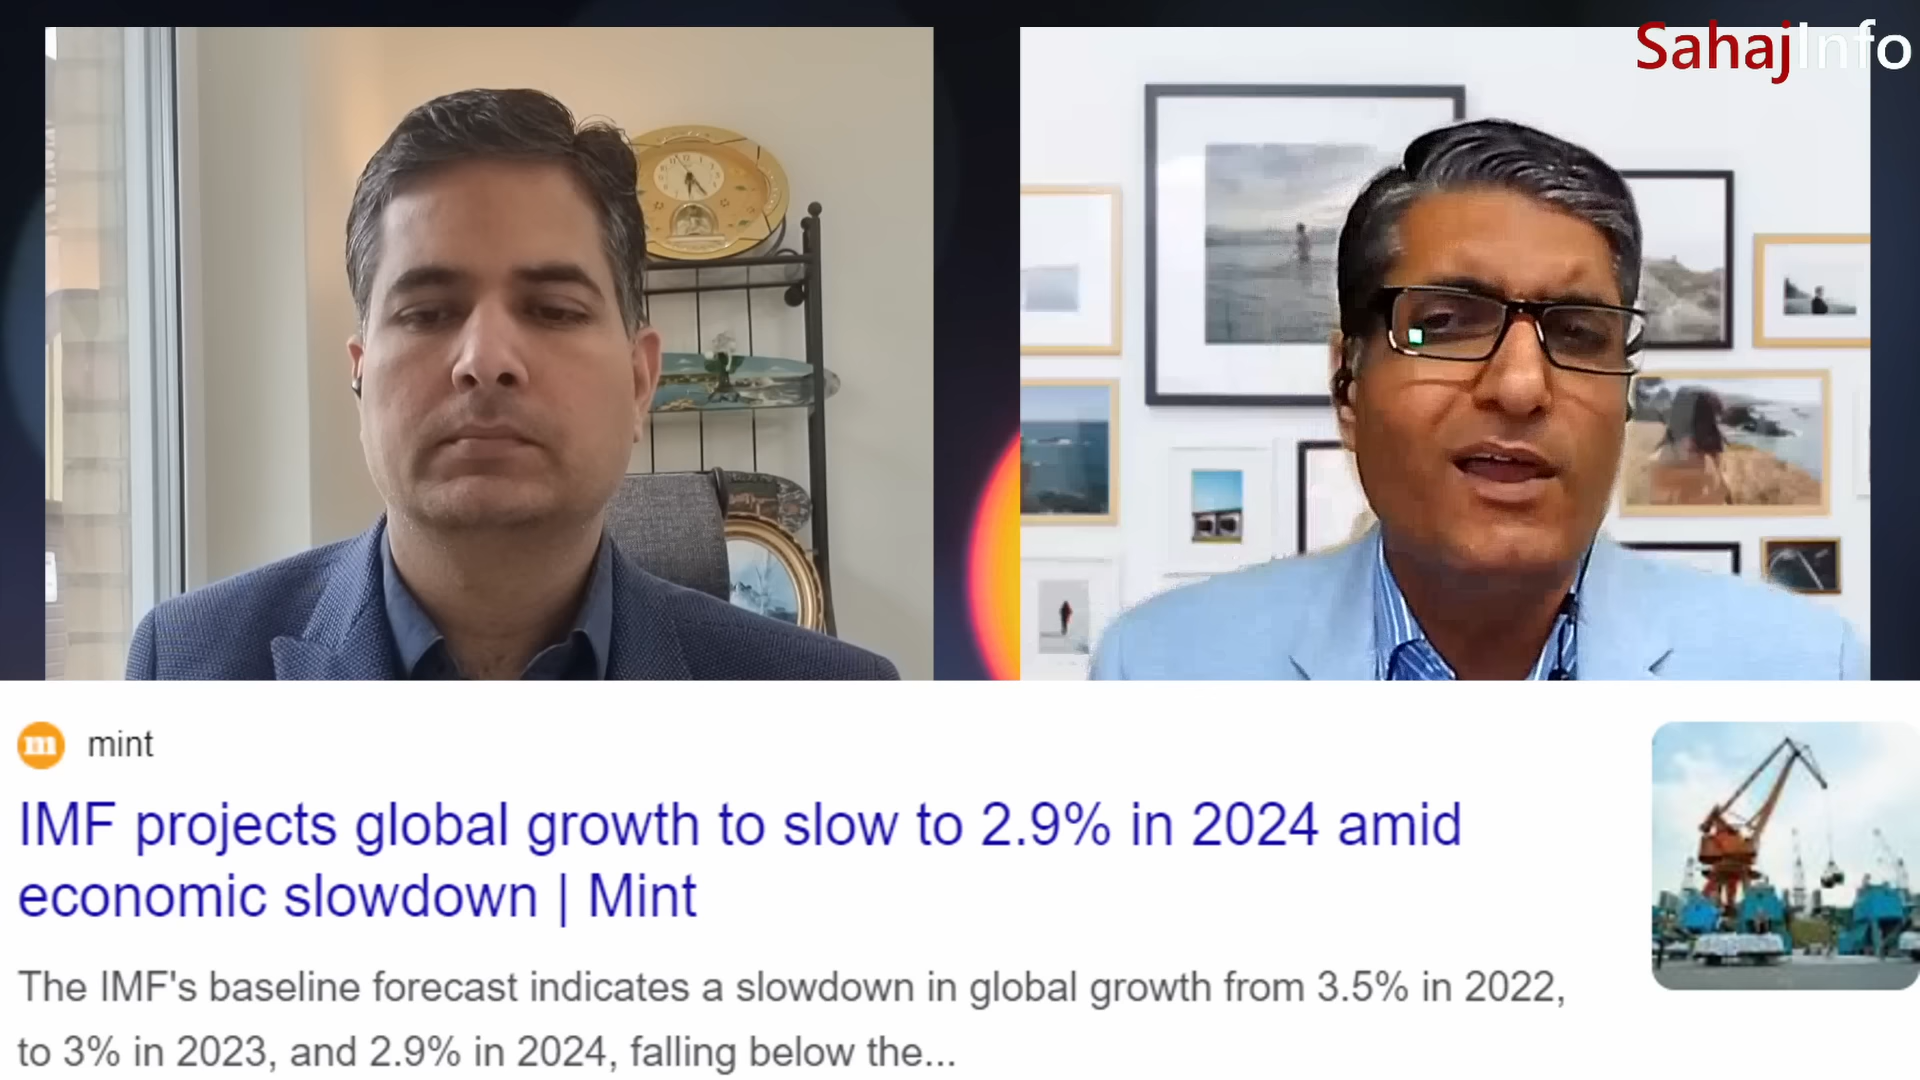 SahajInfo
mint
IMF projects global growth to slow to 2.9% in 2024 amid
economic slowdown | Mint
The IMF's baseline forecast indicates a slowdown in global growth from 3.5% in 2022,
to 3% in 2023, and 2.9% in 2024, falling below the...